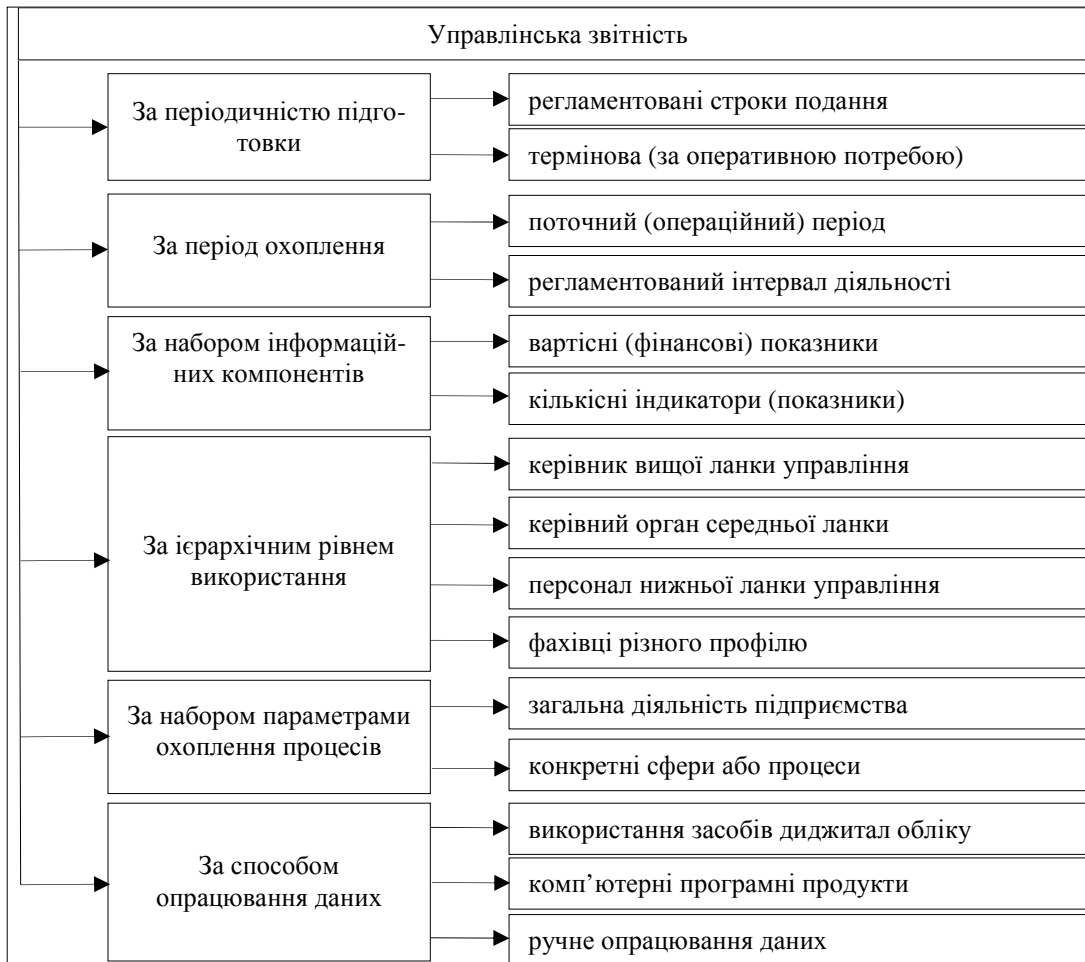 Управлінська звітність
За періодичністю підго-
товки
регламентовані строки подання
термінова (за оперативною потребою)
За період охоплення
поточний (операційний) період
регламентований інтервал діяльності
За набором інформацій-
них компонентів
вартісні (фінансові) показники
кількісні індикатори (показники)
За ієрархічним рівнем
використання
керівник вищої ланки управління
керівний орган середньої ланки
персонал нижньої ланки управління
фахівці різного профілю
За набором параметрами
охоплення процесів
загальна діяльність підприємства
конкретні сфери або процеси
За способом
опрацювання даних
використання засобів диджитал обліку
комп’ютерні програмні продукти
ручне опрацювання даних